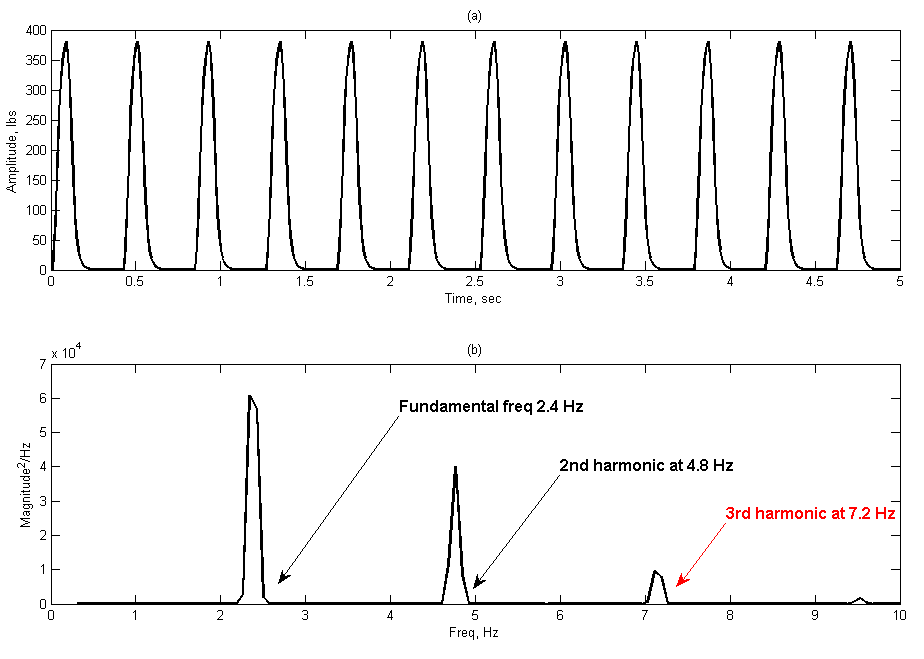 (a)
400
350
300
250
200
150
100
50
0
Amplitude, lbs
0 0.5 1 1.5 2 2.5 3 3.5 4 4.5 5
Time, sec
(b)
x 10^4
7
6
5
4
3
2
1
0
Magnitude²/Hz
Fundamental freq 2.4 Hz
2nd harmonic at 4.8 Hz
3rd harmonic at 7.2 Hz
0 1 2 3 4 5 6 7 8 9 10
Freq, Hz